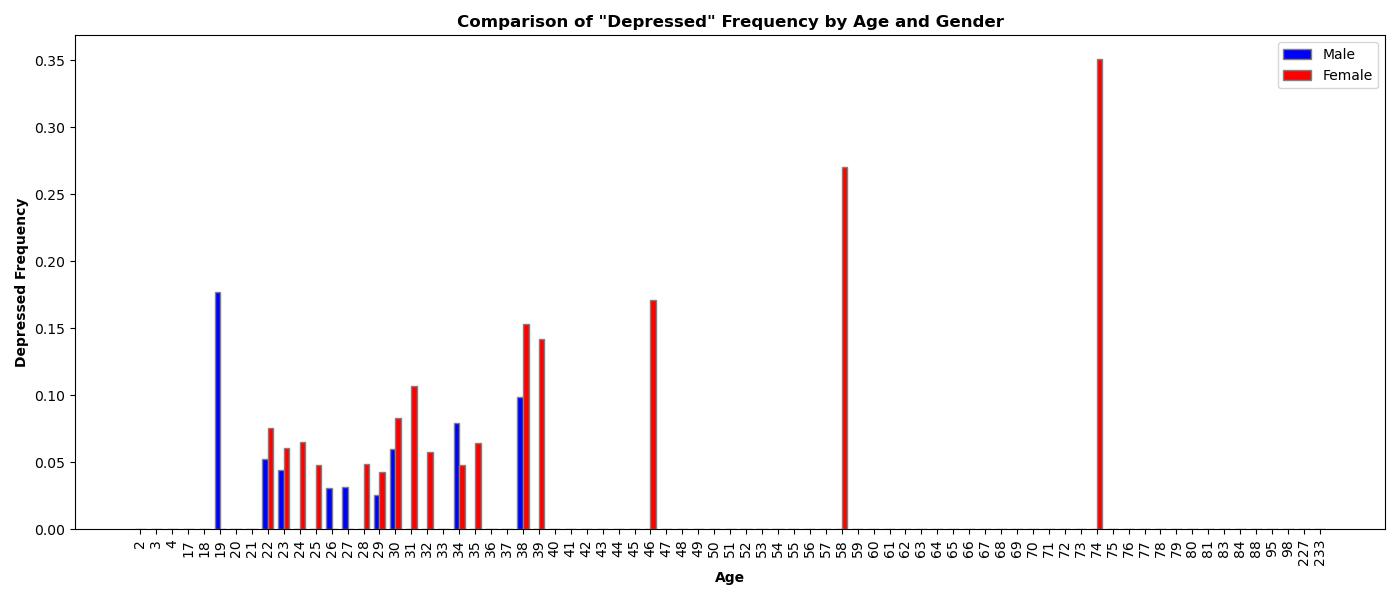 Comparison of "Depressed" Frequency by Age and Gender
Male
Female
0.35
0.30
0.25
0.20
0.15
0.10
0.05
0.00
Depressed Frequency
2 3 4 17 18 19 20 21 22 23 24 25 26 27 28 29 30 31 32 33 34 35 36 37 38 39 40 41 42 43 44 45 46 47 48 49 50 51 52 53 54 55 56 57 58 59 60 61 62 63 64 65 66 67 68 69 70 71 72 73 74 75 76 77 78 79 80 81 83 84 88 95 98 227 233
Age